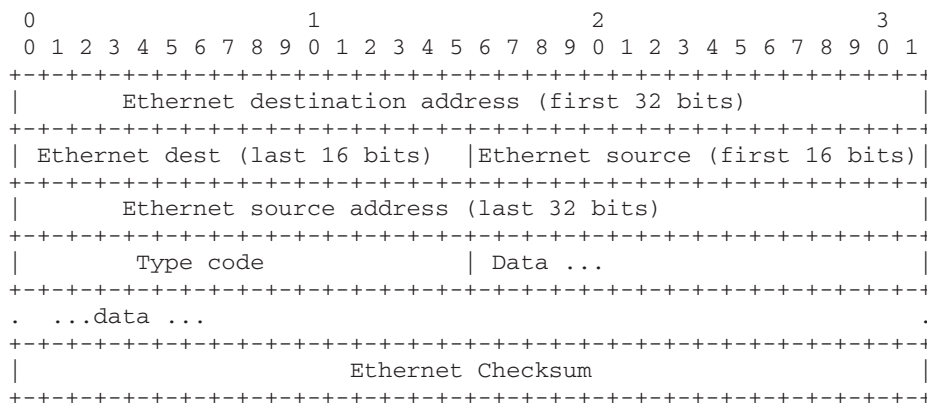 0                   1                   2                   3
 0 1 2 3 4 5 6 7 8 9 0 1 2 3 4 5 6 7 8 9 0 1 2 3 4 5 6 7 8 9 0 1
+-+-+-+-+-+-+-+-+-+-+-+-+-+-+-+-+-+-+-+-+-+-+-+-+-+-+-+-+-+-+-+-+
|       Ethernet destination address (first 32 bits)            |
+-+-+-+-+-+-+-+-+-+-+-+-+-+-+-+-+-+-+-+-+-+-+-+-+-+-+-+-+-+-+-+-+
| Ethernet dest (last 16 bits)  |Ethernet source (first 16 bits)|
+-+-+-+-+-+-+-+-+-+-+-+-+-+-+-+-+-+-+-+-+-+-+-+-+-+-+-+-+-+-+-+-+
|       Ethernet source address (last 32 bits)                  |
+-+-+-+-+-+-+-+-+-+-+-+-+-+-+-+-+-+-+-+-+-+-+-+-+-+-+-+-+-+-+-+-+
|        Type code              | Data ...                      |
+-+-+-+-+-+-+-+-+-+-+-+-+-+-+-+-+-+-+-+-+-+-+-+-+-+-+-+-+-+-+-+-+
.  ...data ...                                                  .
+-+-+-+-+-+-+-+-+-+-+-+-+-+-+-+-+-+-+-+-+-+-+-+-+-+-+-+-+-+-+-+-+
|                       Ethernet Checksum                       |
+-+-+-+-+-+-+-+-+-+-+-+-+-+-+-+-+-+-+-+-+-+-+-+-+-+-+-+-+-+-+-+-+